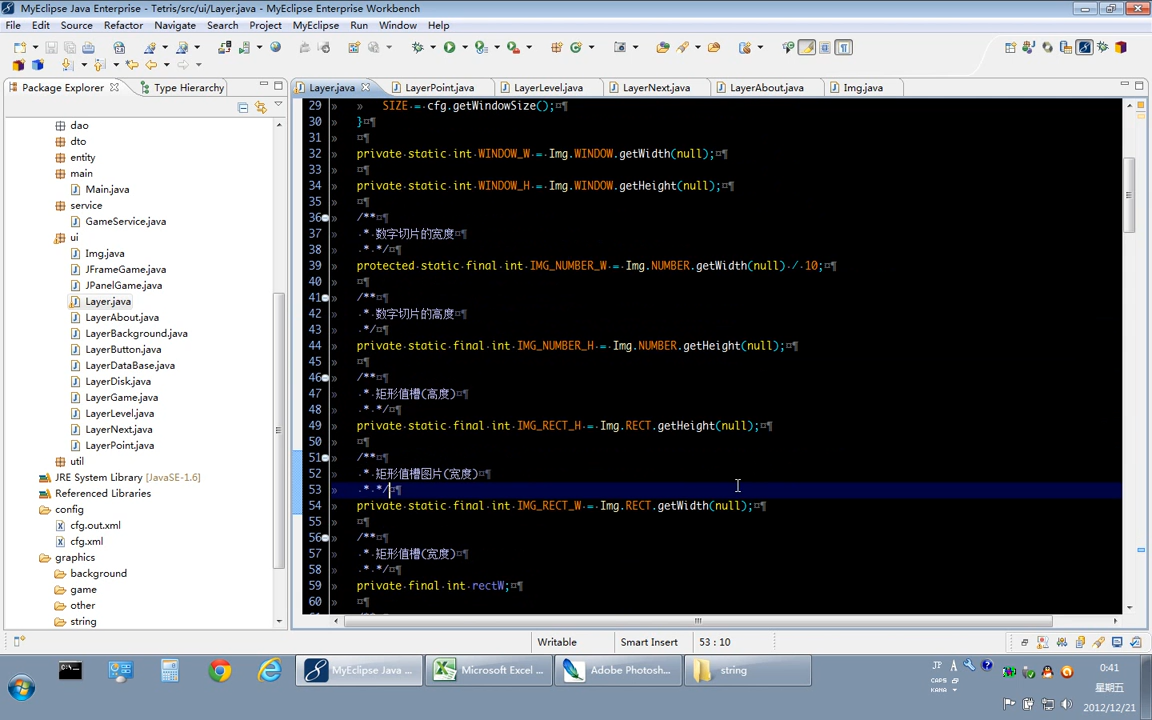 MyEclipse Java Enterprise - Tetris/src/ui/Layer.java - MyEclipse Enterprise Workbench
File Edit Source Refactor Navigate Search Project MyEclipse Run Window Help
Package Explorer Type Hierarchy
Layer.java LayerPoint.java LayerLevel.java LayerNext.java LayerAbout.java Img.java
dao
dto
entity
main
Main.java
service
GameService.java
ui
Img.java
JFrameGame.java
JPanelGame.java
Layer.java
LayerAbout.java
LayerBackground.java
LayerButton.java
LayerDataBase.java
LayerDisk.java
LayerGame.java
LayerLevel.java
LayerNext.java
LayerPoint.java
util
JRE System Library [JavaSE-1.6]
Referenced Libraries
config
cfg.out.xml
cfg.xml
graphics
background
game
other
string
29 » » SIZE·=·cfg.getWindowSize();¤¶
30 » }¤¶
31 » ¤¶
32 » private·static·int·WINDOW_W·=·Img.WINDOW.getWidth(null);¤¶
33 » ¤¶
34 » private·static·int·WINDOW_H·=·Img.WINDOW.getHeight(null);¤¶
35 » ¤¶
36 » /**¤¶
37 » ·*·数字切片的宽度¤¶
38 » ·*·*/¤¶
39 » protected·static·final·int·IMG_NUMBER_W·=·Img.NUMBER.getWidth(null)·/·10;¤¶
40 » ¤¶
41 » /**¤¶
42 » ·*·数字切片的高度¤¶
43 » ·*/¤¶
44 » private·static·final·int·IMG_NUMBER_H·=·Img.NUMBER.getHeight(null);¤¶
45 » ¤¶
46 » /**¤¶
47 » ·*·矩形值槽(高度)¤¶
48 » ·*·*/¤¶
49 » private·static·final·int·IMG_RECT_H·=·Img.RECT.getHeight(null);¤¶
50 » ¤¶
51 » /**¤¶
52 » ·*·矩形值槽图片(宽度)¤¶
53 » ·*·*/¤¶
54 » private·static·final·int·IMG_RECT_W·=·Img.RECT.getWidth(null);¤¶
55 » ¤¶
56 » /**¤¶
57 » ·*·矩形值槽(宽度)¤¶
58 » ·*·*/¤¶
59 » private·final·int·rectW;¤¶
60 » ¤¶
Writable Smart Insert 53 : 10
MyEclipse Java ... Microsoft Excel ... Adobe Photosh... string
JP A
CAPS
KANA
0:41
星期五
2012/12/21